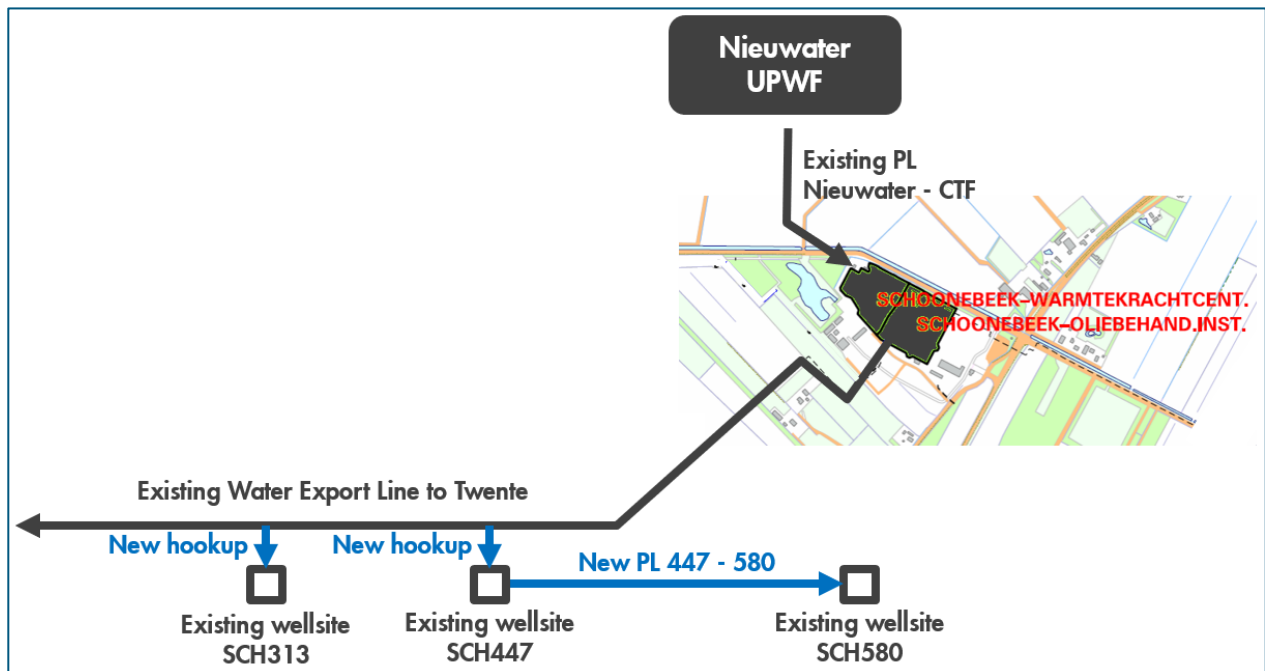 Nieuwater
UPWF
Existing PL
Nieuwater - CTF
SCHOONEBEEK-WARMTEKRACHTCENT.
SCHOONEBEEK-OLIEBEHAND.INST.
Existing Water Export Line to Twente
New hookup
New hookup
New PL 447 - 580
Existing wellsite
SCH313
Existing wellsite
SCH447
Existing wellsite
SCH580